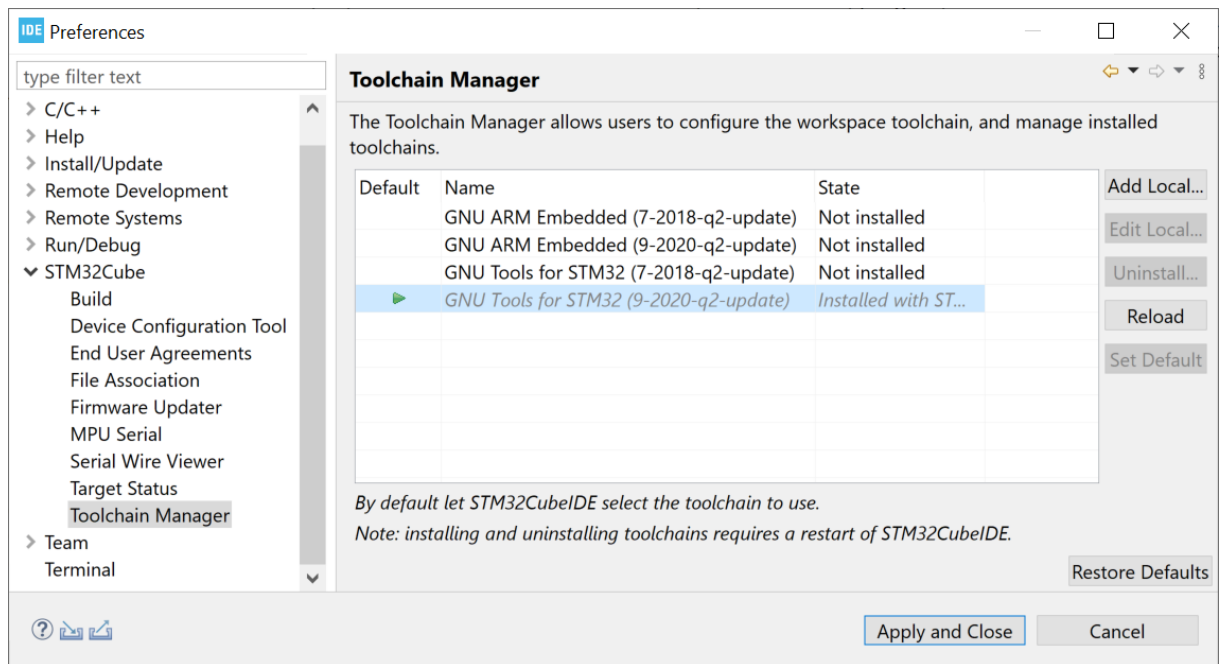 IDE Preferences
type filter text
Toolchain Manager
C/C++
Help
Install/Update
Remote Development
Remote Systems
Run/Debug
STM32Cube
Build
Device Configuration Tool
End User Agreements
File Association
Firmware Updater
MPU Serial
Serial Wire Viewer
Target Status
Toolchain Manager
Team
Terminal
The Toolchain Manager allows users to configure the workspace toolchain, and manage installed
toolchains.
Default Name State
GNU ARM Embedded (7-2018-q2-update) Not installed
GNU ARM Embedded (9-2020-q2-update) Not installed
GNU Tools for STM32 (7-2018-q2-update) Not installed
GNU Tools for STM32 (9-2020-q2-update) Installed with ST...
Add Local...
Edit Local...
Uninstall...
Reload
Set Default
By default let STM32CubeIDE select the toolchain to use.
Note: installing and uninstalling toolchains requires a restart of STM32CubeIDE.
Restore Defaults
?
Apply and Close Cancel